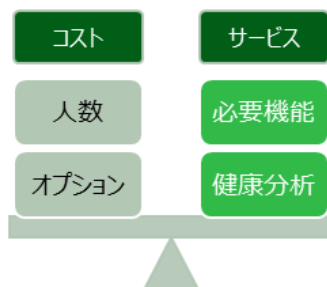 コスト
サービス
人数
必要機能
オプション
健康分析